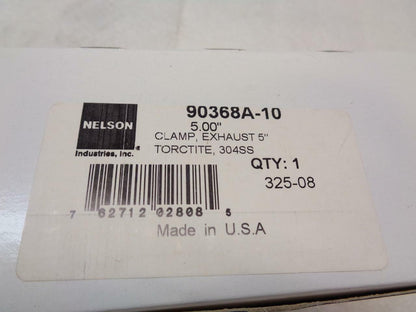 NELSON
Industries, Inc.
90368A-10
5.00"
CLAMP, EXHAUST 5"
TORCTITE, 304SS
QTY: 1
325-08
7 62712 02808 5
Made in U.S.A